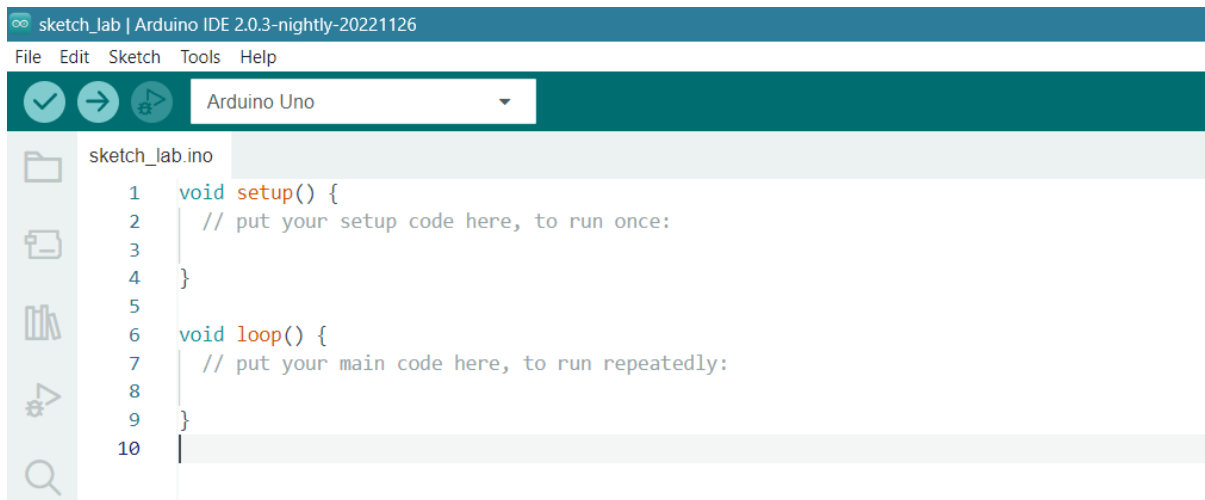 sketch_lab | Arduino IDE 2.0.3-nightly-20221126
File Edit Sketch Tools Help
Arduino Uno
sketch_lab.ino
1 void setup() {
2 // put your setup code here, to run once:
3
4 }
5
6 void loop() {
7 // put your main code here, to run repeatedly:
8
9 }
10